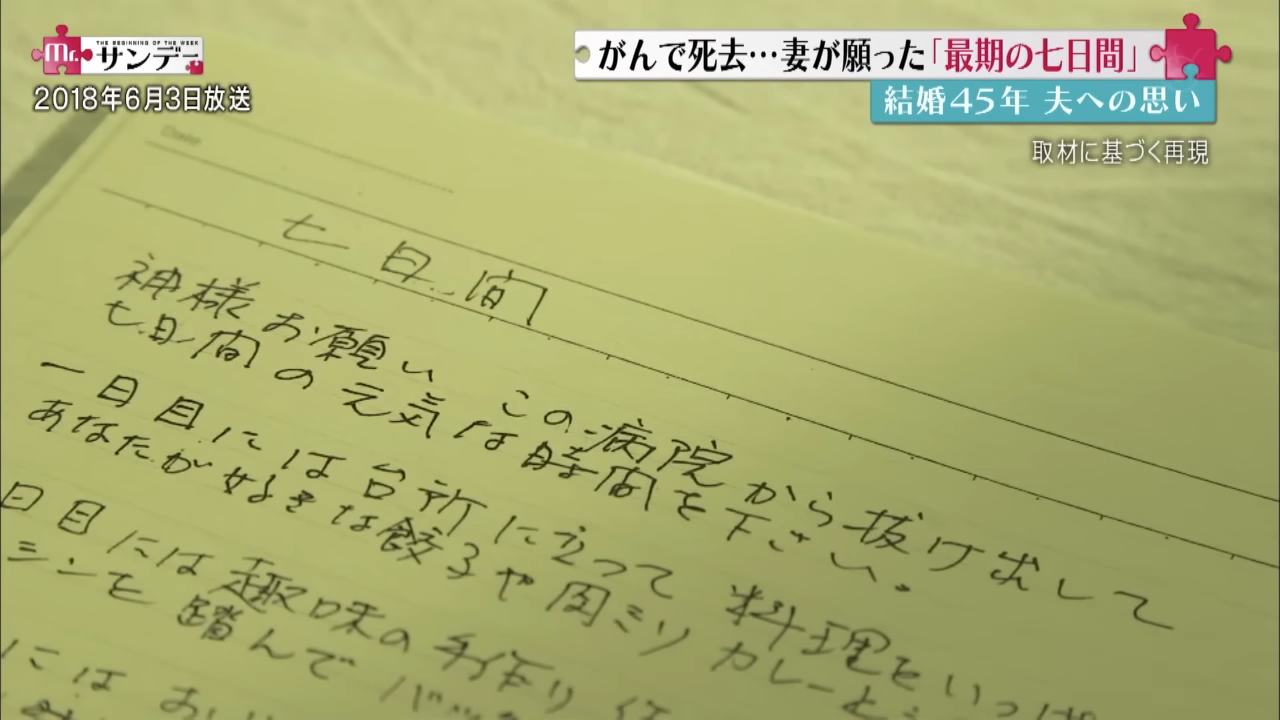 THE BEGINNING OF THE WEEK
Mr.サンデー
2018年6月3日放送
がんで死去…妻が願った「最期の七日間」
結婚45年 夫への思い
取材に基づく再現
Date
七日間
神様お願い この病院から抜け出して
七日間の元気な時間を下さい。
一日目には台所に立って 料理をいっぱ
あなたが好きな餃子や肉ミソ カレーと
日目には趣味の手作り 作
シンを踏んで バッ
には お